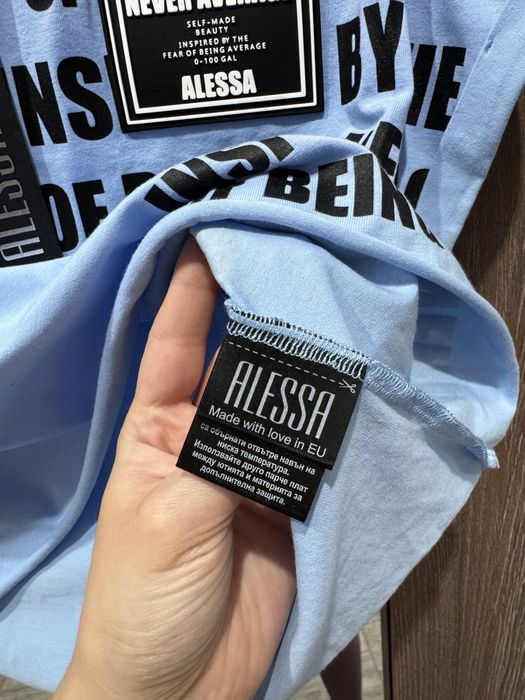 NEVER AVERAGE
SELF-MADE
BEAUTY
INSPIRED BY THE
FEAR OF BEING AVERAGE
0-100 GAL
ALESSA
BY
ALESSA
BEING
ALESSA
Made with love in EU
са обърнати отвътре навън на
ниска температура.
Използвайте друго парче плат
между ютията и материята за
допълнителна защита.